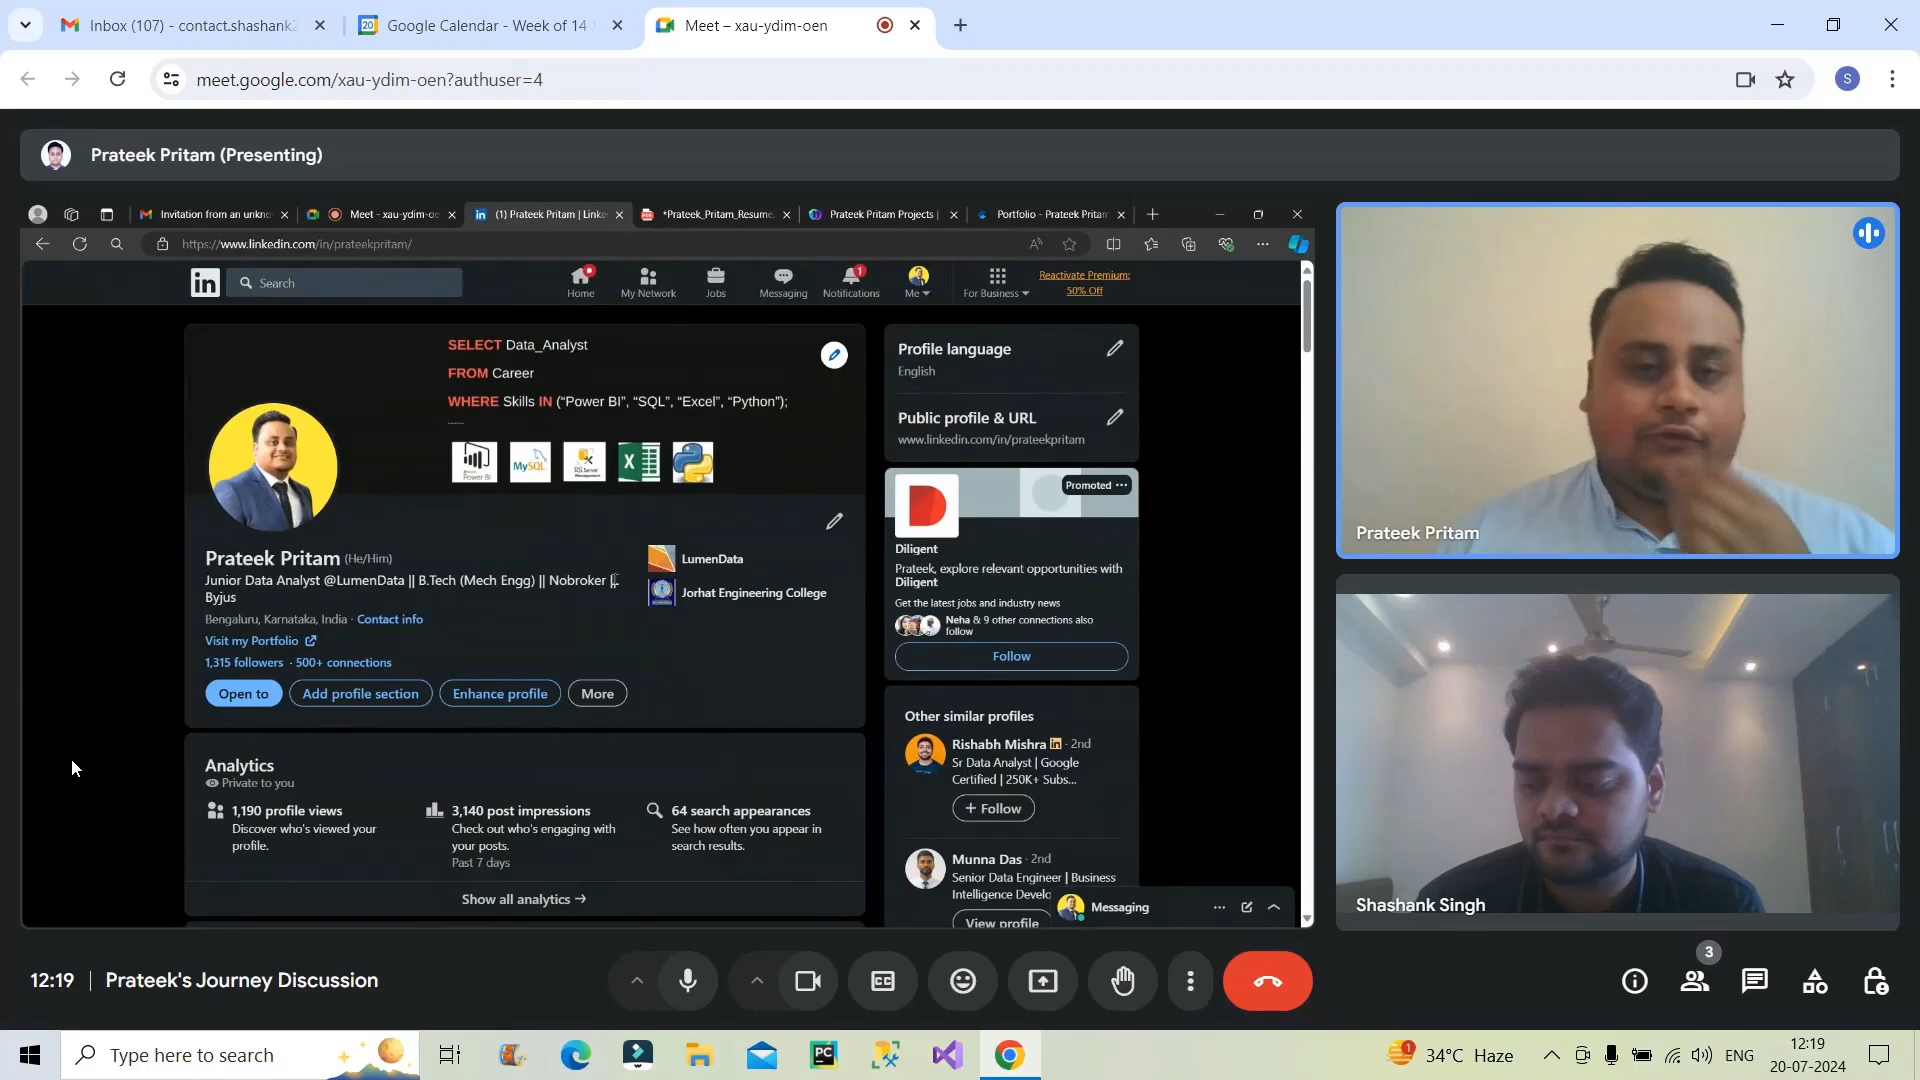 Inbox (107) - contact.shashank2
Google Calendar - Week of 14 J
Meet – xau-ydim-oen
meet.google.com/xau-ydim-oen?authuser=4
S
Prateek Pritam (Presenting)
Invitation from an unkno
Meet - xau-ydim-oe
(1) Prateek Pritam | Linke
*Prateek_Pritam_Resume.
Prateek Pritam Projects |
Portfolio - Prateek Pritam
https://www.linkedin.com/in/prateekpritam/
in
Search
Home
My Network
Jobs
Messaging
1
Notifications
Me
For Business
Reactivate Premium:
50% Off
SELECT Data_Analyst
FROM Career
WHERE Skills IN (“Power BI”, “SQL”, “Excel”, “Python”);
Power BI
MySQL
Prateek Pritam (He/Him)
Junior Data Analyst @LumenData || B.Tech (Mech Engg) || Nobroker ||
Byjus
Bengaluru, Karnataka, India · Contact info
Visit my Portfolio
1,315 followers · 500+ connections
LumenData
Jorhat Engineering College
Open to
Add profile section
Enhance profile
More
Analytics
Private to you
1,190 profile views
Discover who's viewed your
profile.
3,140 post impressions
Check out who's engaging with
your posts.
Past 7 days
64 search appearances
See how often you appear in
search results.
Show all analytics →
Profile language
English
Public profile & URL
www.linkedin.com/in/prateekpritam
Promoted ···
Diligent
Prateek, explore relevant opportunities with
Diligent
Get the latest jobs and industry news
Neha & 9 other connections also
follow
Follow
Other similar profiles
Rishabh Mishra in · 2nd
Sr Data Analyst | Google
Certified | 250K+ Subs...
+ Follow
Munna Das · 2nd
Senior Data Engineer | Business
Intelligence Develo
View profile
Messaging
Prateek Pritam
Shashank Singh
12:19
Prateek's Journey Discussion
CC
3
Type here to search
PC
1
34°C Haze
ENG
12:19
20-07-2024